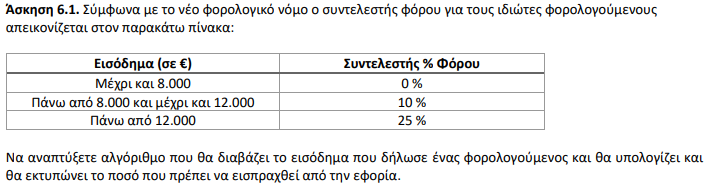 Άσκηση 6.1. Σύμφωνα με το νέο φορολογικό νόμο ο συντελεστής φόρου για τους ιδιώτες φορολογούμενους
απεικονίζεται στον παρακάτω πίνακα:
Εισόδημα (σε €) Συντελεστής % Φόρου
Μέχρι και 8.000 0 %
Πάνω από 8.000 και μέχρι και 12.000 10 %
Πάνω από 12.000 25 %
Να αναπτύξετε αλγόριθμο που θα διαβάζει το εισόδημα που δήλωσε ένας φορολογούμενος και θα υπολογίζει και
θα εκτυπώνει το ποσό που πρέπει να εισπραχθεί από την εφορία.